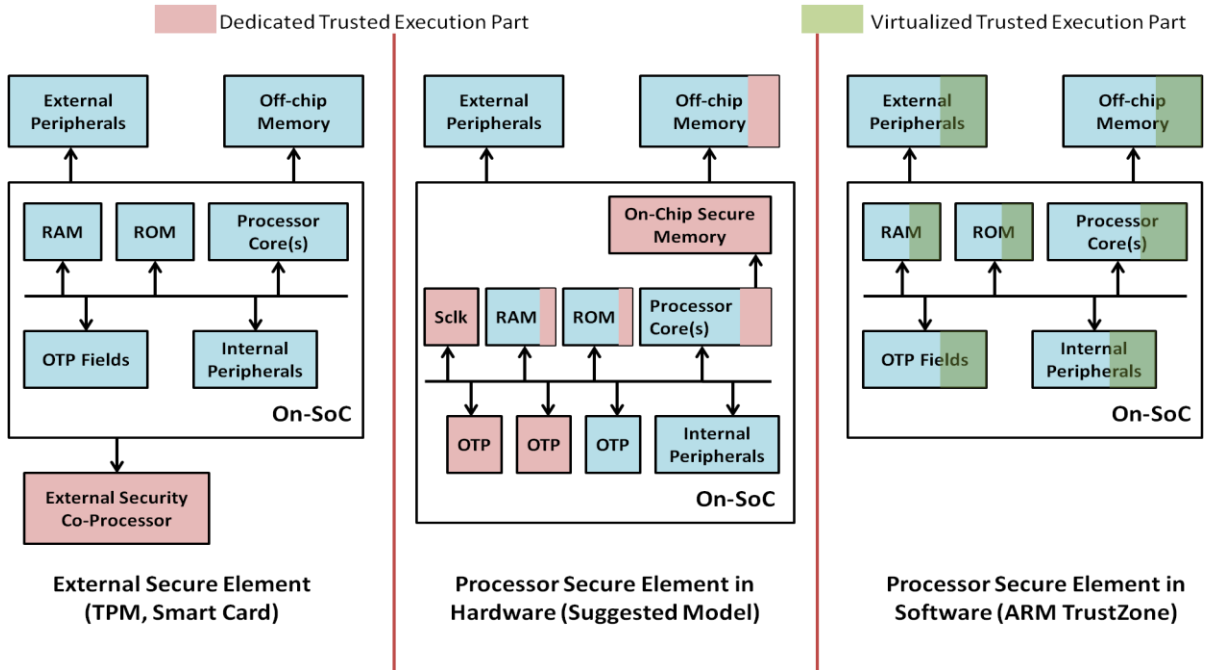 Dedicated Trusted Execution Part
Virtualized Trusted Execution Part
External
Peripherals
Off-chip
Memory
RAM
ROM
Processor
Core(s)
OTP Fields
Internal
Peripherals
On-SoC
External Security
Co-Processor
External Secure Element
(TPM, Smart Card)
External
Peripherals
Off-chip
Memory
On-Chip Secure
Memory
Sclk
RAM
ROM
Processor
Core(s)
OTP
OTP
OTP
Internal
Peripherals
On-SoC
Processor Secure Element in
Hardware (Suggested Model)
External
Peripherals
Off-chip
Memory
RAM
ROM
Processor
Core(s)
OTP Fields
Internal
Peripherals
On-SoC
Processor Secure Element in
Software (ARM TrustZone)